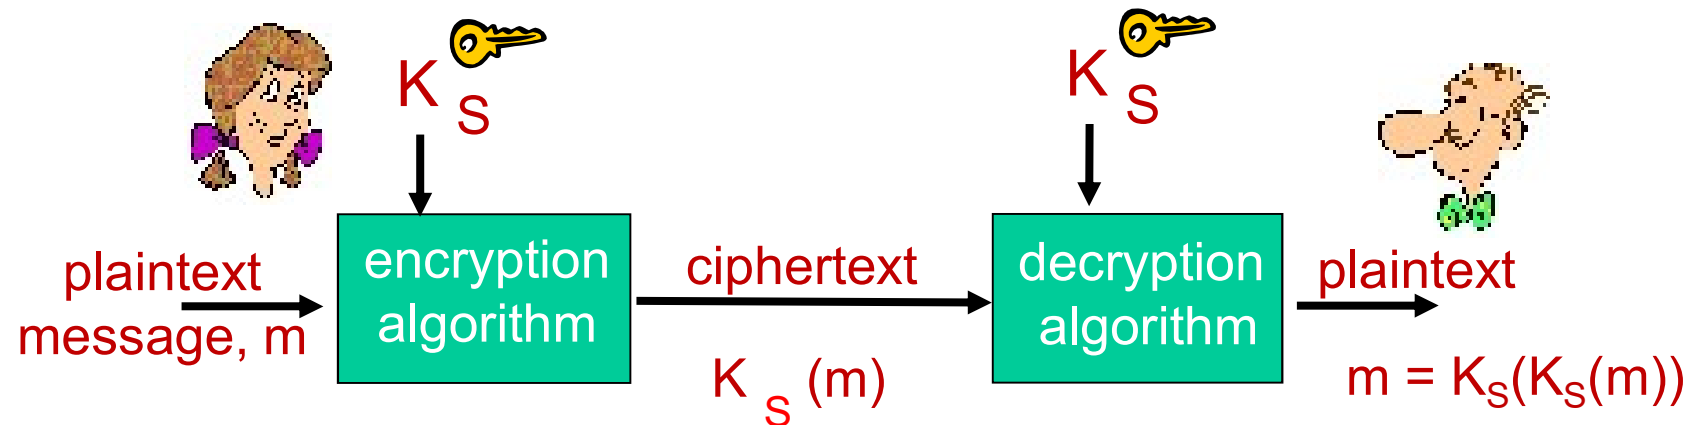 K S
K S
plaintext
message, m
encryption
algorithm
ciphertext
K S (m)
decryption
algorithm
plaintext
m = KS(KS(m))